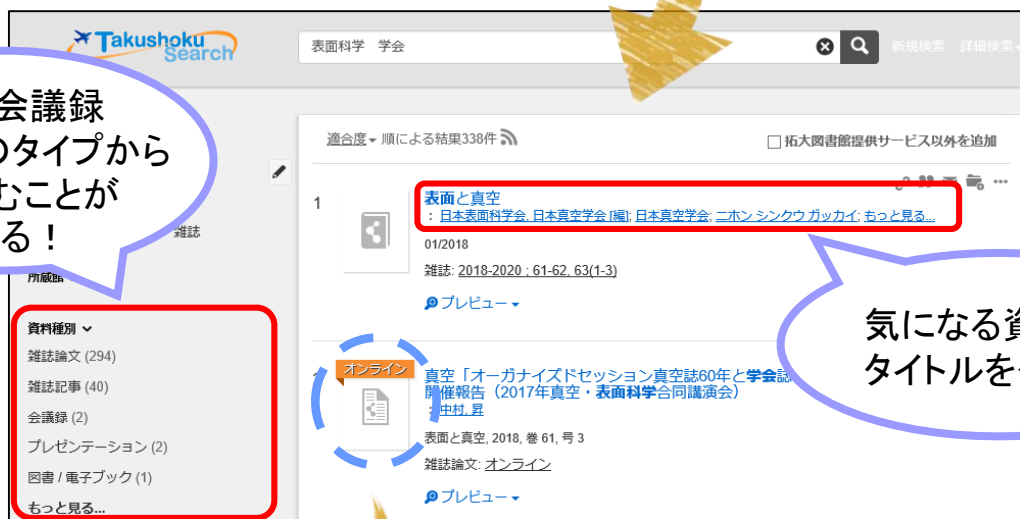 Takushoku
Search
表面科学 学会
新規検索 詳細検索
会議録
のタイプから
むことが
る！
適合度 順による結果338件
拓大図書館提供サービス以外を追加
雑誌
所蔵館
1
表面と真空
: 日本表面科学会, 日本真空学会 [編]; 日本真空学会; ニホン シンクウ ガッカイ; もっと見る...
01/2018
雑誌: 2018-2020 ; 61-62, 63(1-3)
プレビュー
気になる資
タイトルを
資料種別
雑誌論文 (294)
雑誌記事 (40)
会議録 (2)
プレゼンテーション (2)
図書 / 電子ブック (1)
もっと見る...
オンライン
真空「オーガナイズドセッション真空誌60年と学会誌
開催報告（2017年真空・表面科学合同講演会）
: 中村, 昇
表面と真空, 2018, 巻 61, 号 3
雑誌論文: オンライン
プレビュー